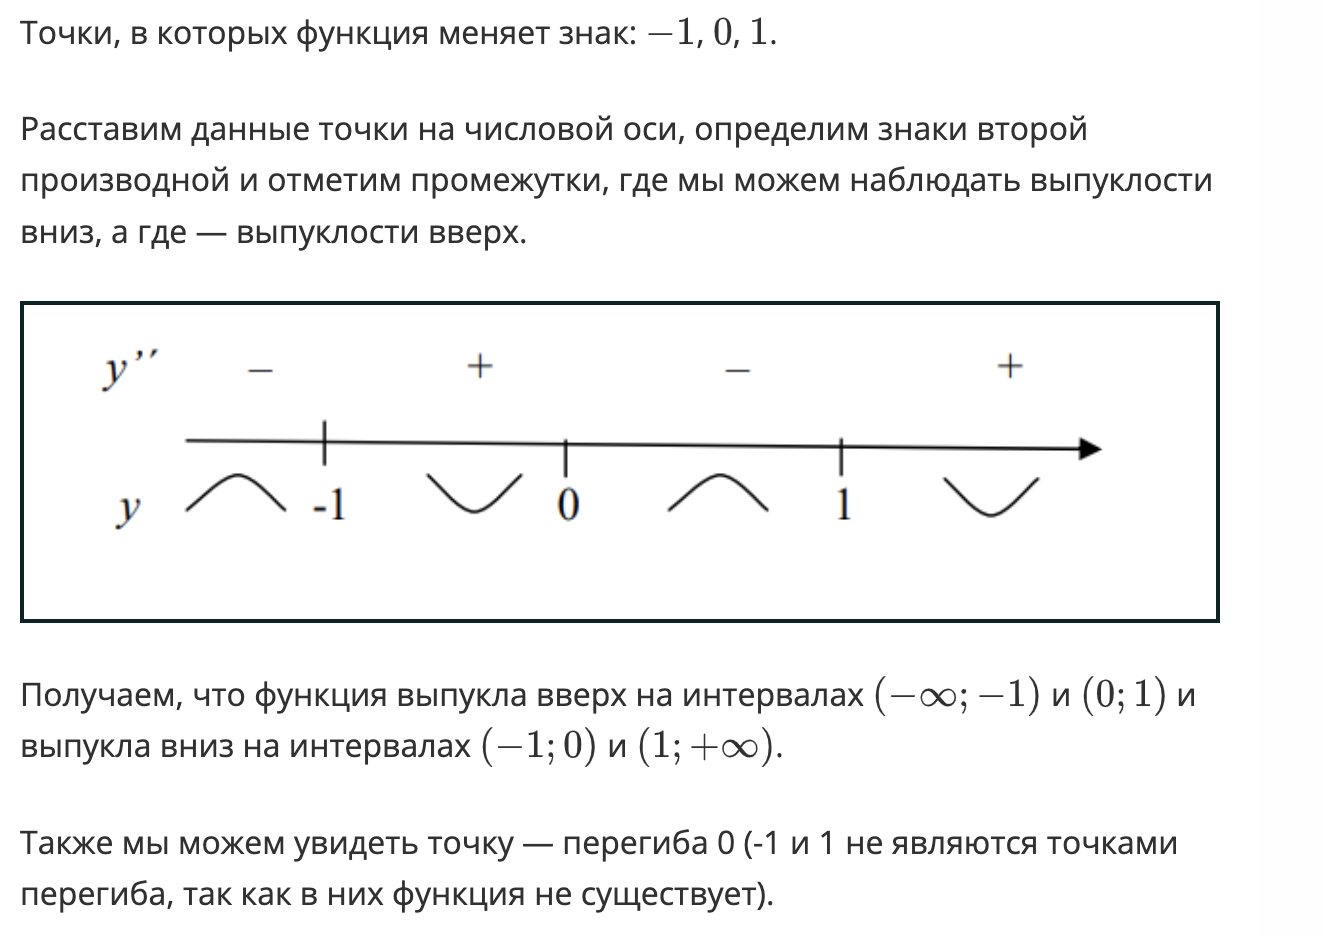 Точки, в которых функция меняет знак: −1, 0, 1.
Расставим данные точки на числовой оси, определим знаки второй
производной и отметим промежутки, где мы можем наблюдать выпуклости
вниз, а где — выпуклости вверх.
y’’ − + − +
y -1 0 1
Получаем, что функция выпукла вверх на интервалах (−∞; −1) и (0; 1) и
выпукла вниз на интервалах (−1; 0) и (1; +∞).
Также мы можем увидеть точку — перегиба 0 (-1 и 1 не являются точками
перегиба, так как в них функция не существует).